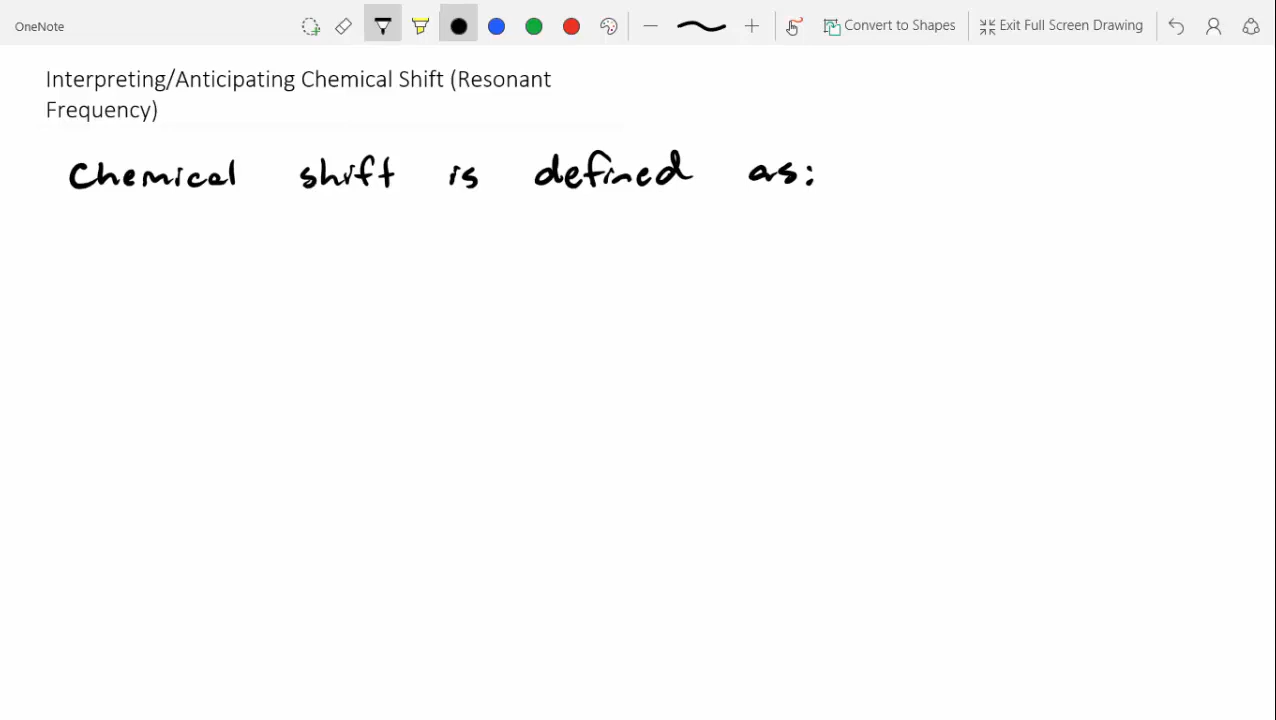 OneNote
Convert to Shapes
Exit Full Screen Drawing
Interpreting/Anticipating Chemical Shift (Resonant
Frequency)
Chemical shift is defined as: